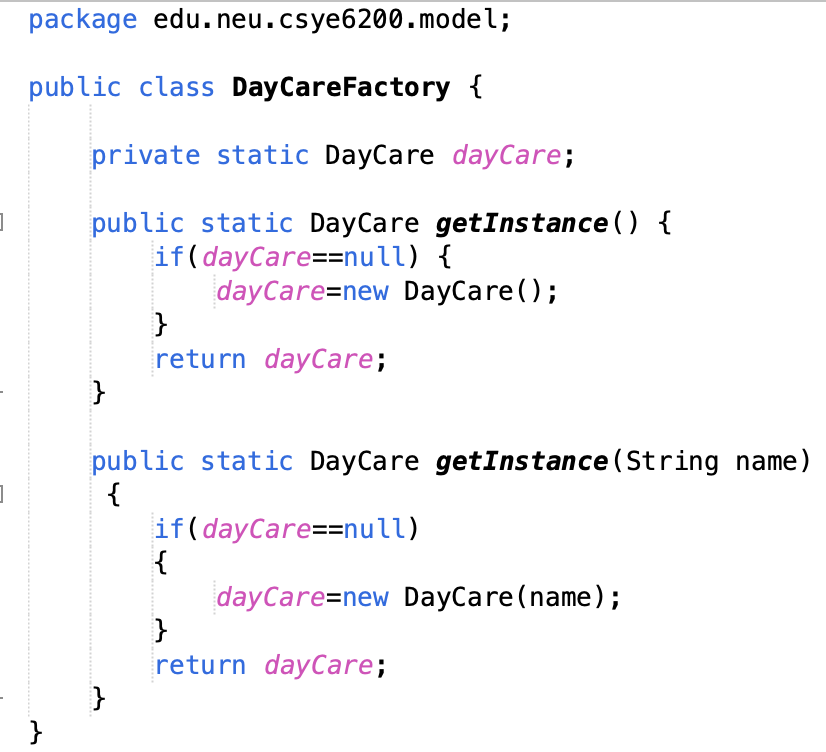 package edu.neu.csye6200.model;
public class DayCareFactory {
private static DayCare dayCare;
public static DayCare getInstance() {
if(dayCare==null) {
dayCare=new DayCare();
}
return dayCare;
}
public static DayCare getInstance(String name)
{
if(dayCare==null)
{
dayCare=new DayCare(name);
}
return dayCare;
}
}